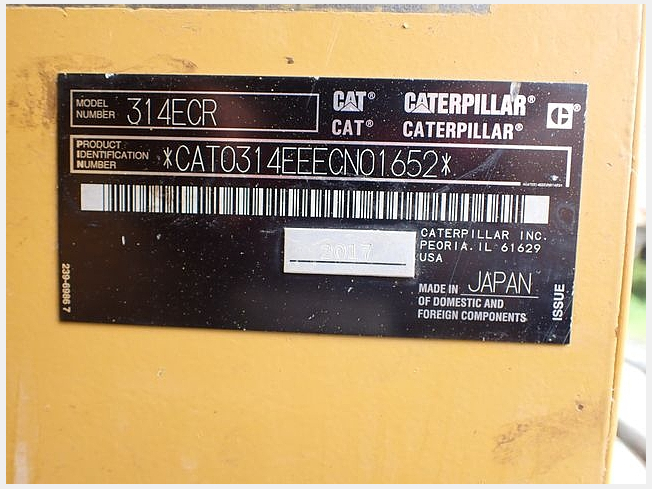 MODEL NUMBER 314ECR
CAT® CATERPILLAR®
CAT® CATERPILLAR®
PRODUCT IDENTIFICATION NUMBER *CAT0314EEECN01652*
CATERPILLAR INC.
PEORIA, IL 61629
USA
2017
MADE IN JAPAN
OF DOMESTIC AND
FOREIGN COMPONENTS
239-6986 7
ISSUE